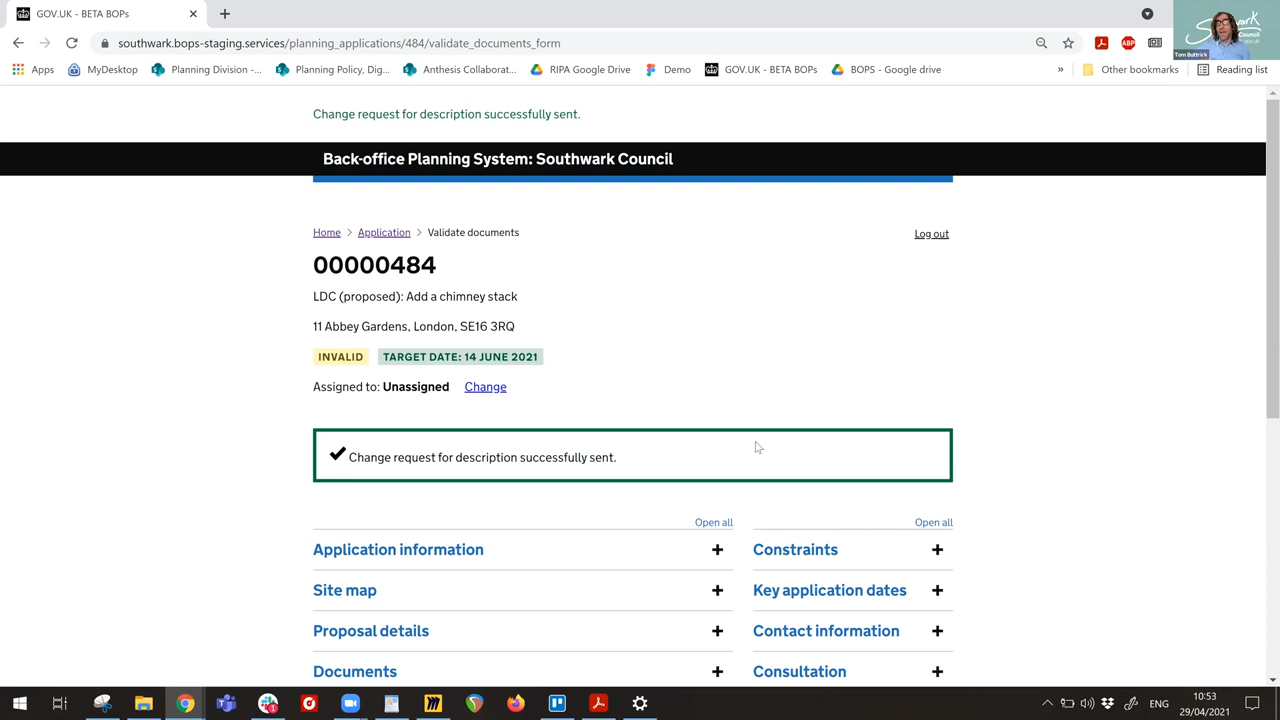 GOV.UK - BETA BOPs
southwark.bops-staging.services/planning_applications/484/validate_documents_form
Apps
MyDesktop
Planning Division -...
Planning Policy, Dig...
Anthesis Collaborat...
RIPA Google Drive
Demo
GOV.UK - BETA BOPs
BOPS - Google drive
»
Other bookmarks
Reading list
ABP
Southwark
Council
Tom Buttrick
Change request for description successfully sent.
Back-office Planning System: Southwark Council
Home > Application > Validate documents
Log out
00000484
LDC (proposed): Add a chimney stack
11 Abbey Gardens, London, SE16 3RQ
INVALID TARGET DATE: 14 JUNE 2021
Assigned to: Unassigned Change
Change request for description successfully sent.
Open all
Application information +
Site map +
Proposal details +
Documents +
Open all
Constraints +
Key application dates +
Contact information +
Consultation +
ENG
10:53
29/04/2021